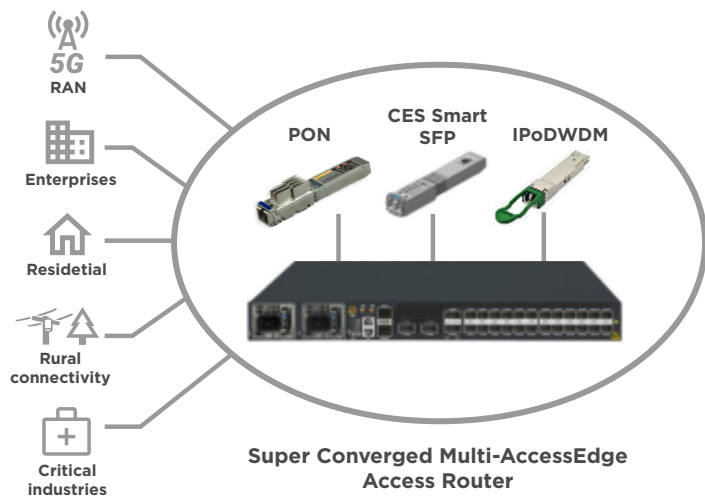 5G
RAN
Enterprises
Residetial
Rural
connectivity
Critical
industries
PON
CES Smart
SFP
IPoDWDM
Super Converged Multi-AccessEdge
Access Router